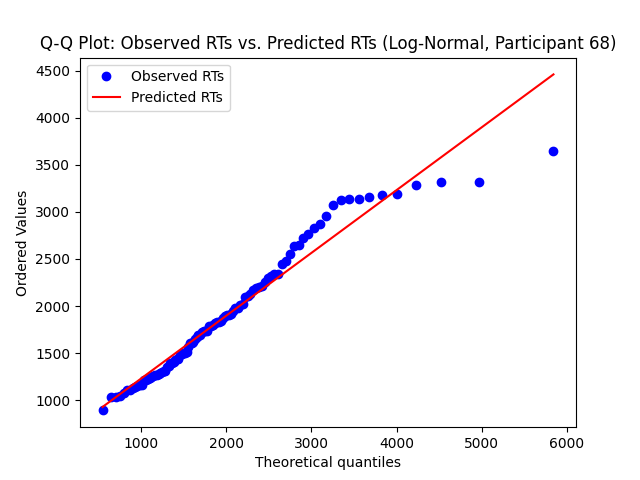 Q-Q Plot: Observed RTs vs. Predicted RTs (Log-Normal, Participant 68)
Observed RTs
Predicted RTs
Ordered Values
4500
4000
3500
3000
2500
2000
1500
1000
1000 2000 3000 4000 5000 6000
Theoretical quantiles